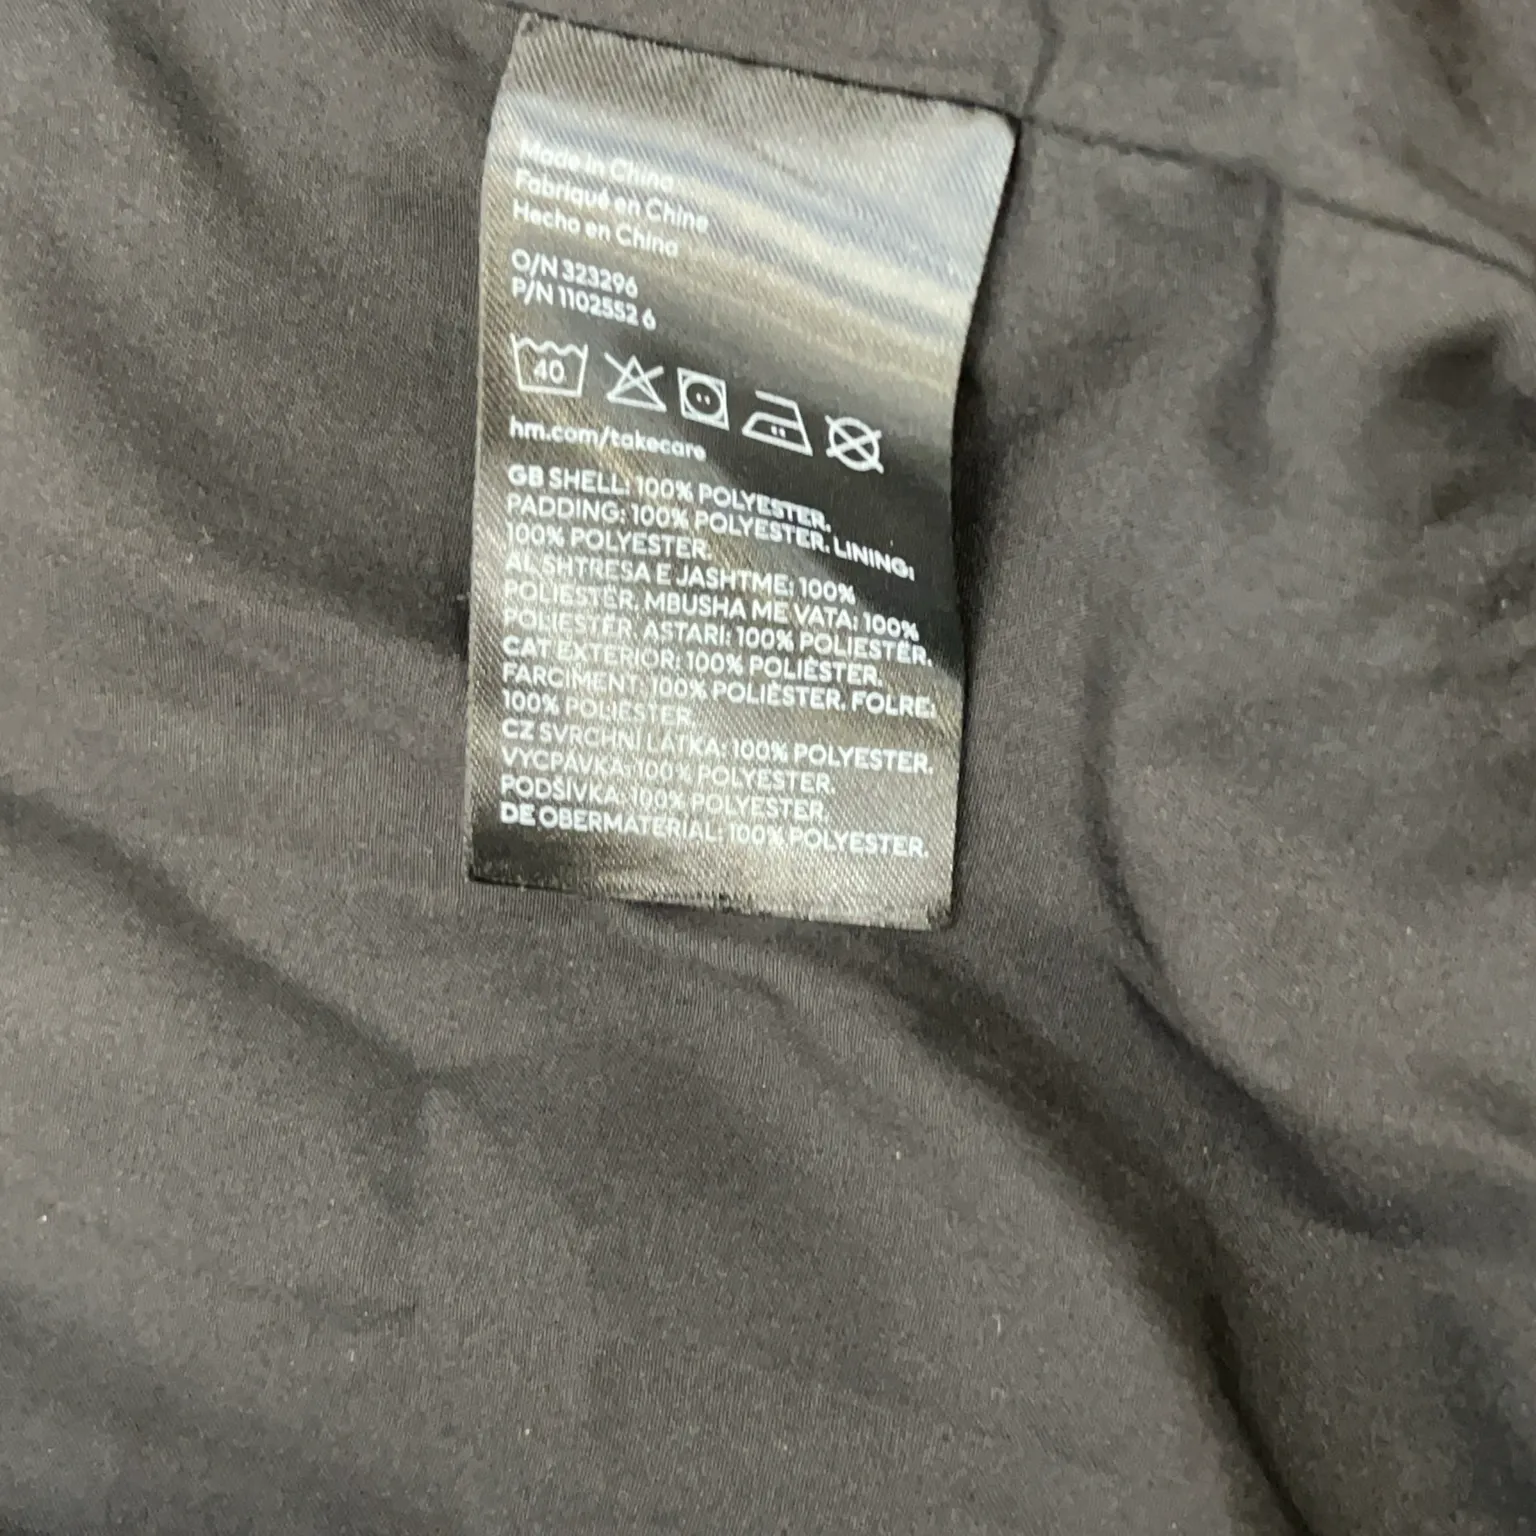 Made in China
Fabriqué en Chine
Hecho en China
O/N 323296
P/N 1102552 6
40
hm.com/takecare
GB SHELL: 100% POLYESTER.
PADDING: 100% POLYESTER. LINING:
100% POLYESTER.
AL SHTRESA E JASHTME: 100%
POLIESTER. MBUSHA ME VATA: 100%
POLIESTER. ASTARI: 100% POLIESTER.
CAT EXTERIOR: 100% POLIÈSTER.
FARCIMENT: 100% POLIÈSTER. FOLRE:
100% POLIÈSTER.
CZ SVRCHNÍ LÁTKA: 100% POLYESTER.
VYCPÁVKA: 100% POLYESTER.
PODŠÍVKA: 100% POLYESTER.
DE OBERMATERIAL: 100% POLYESTER.